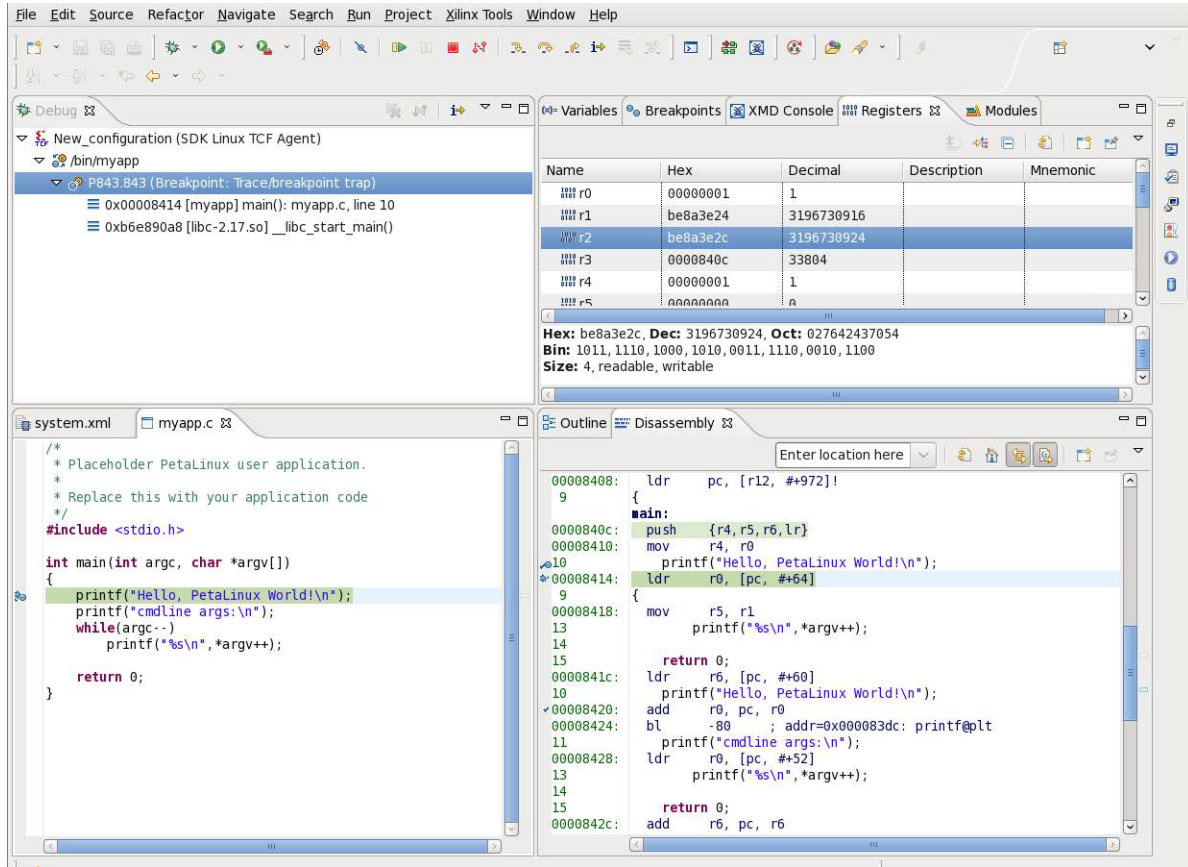 File Edit Source Refactor Navigate Search Run Project Xilinx Tools Window Help
Debug
New_configuration (SDK Linux TCF Agent)
/bin/myapp
P843.843 (Breakpoint: Trace/breakpoint trap)
0x00008414 [myapp] main(): myapp.c, line 10
0xb6e890a8 [libc-2.17.so] __libc_start_main()
Variables Breakpoints XMD Console Registers Modules
Name Hex Decimal Description Mnemonic
r0 00000001 1
r1 be8a3e24 3196730916
r2 be8a3e2c 3196730924
r3 0000840c 33804
r4 00000001 1
r5 00000000 0
Hex: be8a3e2c, Dec: 3196730924, Oct: 027642437054
Bin: 1011,1110,1000,1010,0011,1110,0010,1100
Size: 4, readable, writable
system.xml myapp.c
/*
* Placeholder PetaLinux user application.
*
* Replace this with your application code
*/
#include <stdio.h>
int main(int argc, char *argv[])
{
printf("Hello, PetaLinux World!\n");
printf("cmdline args:\n");
while(argc--)
printf("%s\n",*argv++);
return 0;
}
Outline Disassembly
Enter location here
00008408: ldr pc, [r12, #+972]!
9 {
main:
0000840c: push {r4,r5,r6,lr}
00008410: mov r4, r0
10 printf("Hello, PetaLinux World!\n");
00008414: ldr r0, [pc, #+64]
9 {
00008418: mov r5, r1
13 printf("%s\n",*argv++);
14
15 return 0;
0000841c: ldr r6, [pc, #+60]
10 printf("Hello, PetaLinux World!\n");
00008420: add r0, pc, r0
00008424: bl -80 ; addr=0x000083dc: printf@plt
11 printf("cmdline args:\n");
00008428: ldr r0, [pc, #+52]
13 printf("%s\n",*argv++);
14
15 return 0;
0000842c: add r6, pc, r6